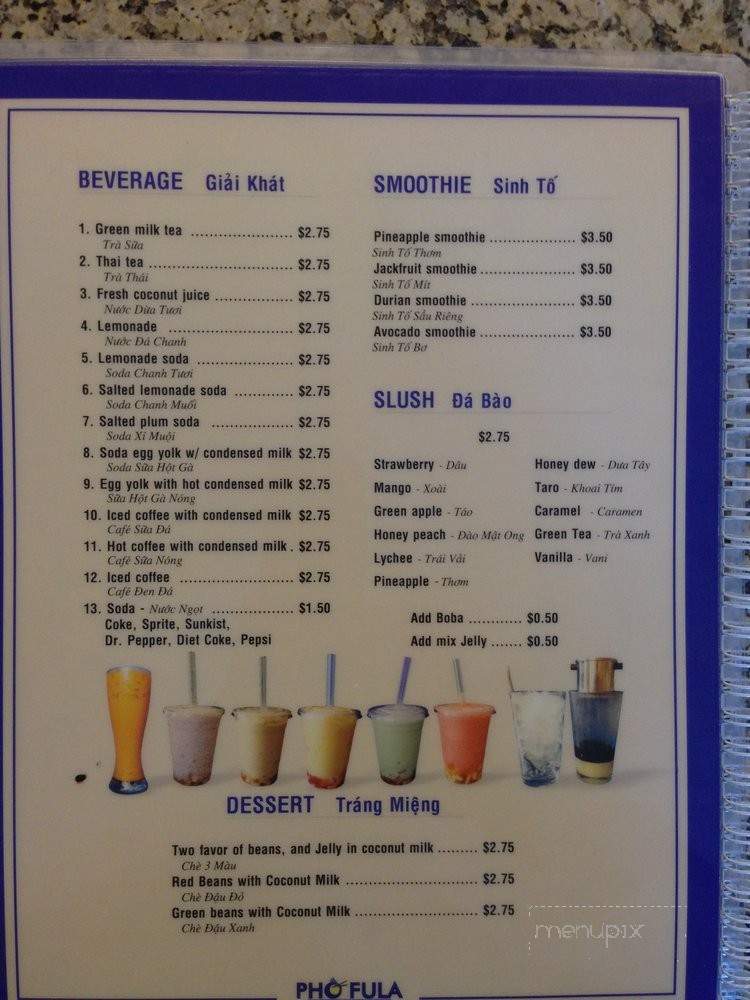 BEVERAGE Giải Khát
1. Green milk tea ...................... $2.75
Trà Sữa
2. Thai tea ............................... $2.75
Trà Thái
3. Fresh coconut juice ................. $2.75
Nước Dừa Tươi
4. Lemonade ........................... $2.75
Nước Đá Chanh
5. Lemonade soda ..................... $2.75
Soda Chanh Tươi
6. Salted lemonade soda ............. $2.75
Soda Chanh Muối
7. Salted plum soda ................... $2.75
Soda Xí Muội
8. Soda egg yolk w/ condensed milk $2.75
Soda Sữa Hột Gà
9. Egg yolk with hot condensed milk $2.75
Sữa Hột Gà Nóng
10. Iced coffee with condensed milk $2.75
Café Sữa Đá
11. Hot coffee with condensed milk . $2.75
Café Sữa Nóng
12. Iced coffee ......................... $2.75
Café Đen Đá
13. Soda - Nước Ngọt .................. $1.50
Coke, Sprite, Sunkist,
Dr. Pepper, Diet Coke, Pepsi
SMOOTHIE Sinh Tố
Pineapple smoothie ................... $3.50
Sinh Tố Thơm
Jackfruit smoothie ..................... $3.50
Sinh Tố Mít
Durian smoothie ....................... $3.50
Sinh Tố Sầu Riêng
Avocado smoothie ..................... $3.50
Sinh Tố Bơ
SLUSH Đá Bào
$2.75
Strawberry - Dâu
Mango - Xoài
Green apple - Táo
Honey peach - Đào Mật Ong
Lychee - Trái Vải
Pineapple - Thơm
Honey dew - Dưa Tây
Taro - Khoai Tím
Caramel - Caramen
Green Tea - Trà Xanh
Vanilla - Vani
Add Boba ............ $0.50
Add mix Jelly ....... $0.50
DESSERT Tráng Miệng
Two favor of beans, and Jelly in coconut milk ......... $2.75
Chè 3 Màu
Red Beans with Coconut Milk .............................. $2.75
Chè Đậu Đỏ
Green beans with Coconut Milk ........................... $2.75
Chè Đậu Xanh
menupix
PHO FULA